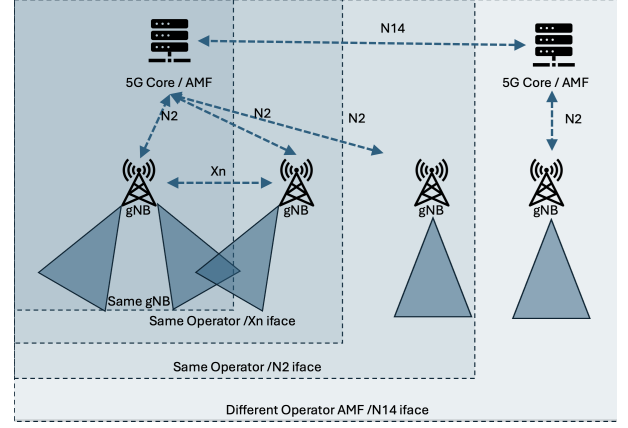 N14
5G Core / AMF
5G Core / AMF
N2
N2
N2
N2
Xn
gNB
gNB
gNB
gNB
Same gNB
Same Operator /Xn iface
Same Operator /N2 iface
Different Operator AMF /N14 iface